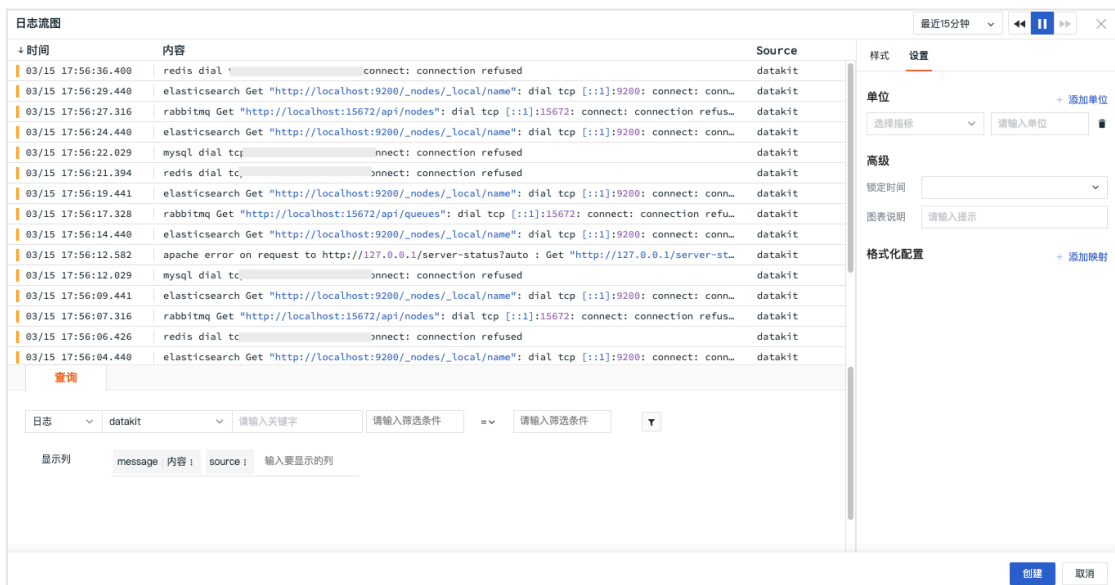 日志流图
最近15分钟
↓时间 内容 Source
03/15 17:56:36.400 redis dial connect: connection refused datakit
03/15 17:56:29.440 elasticsearch Get "http://localhost:9200/_nodes/_local/name": dial tcp [::1]:9200: connect: conn… datakit
03/15 17:56:27.316 rabbitmq Get "http://localhost:15672/api/nodes": dial tcp [::1]:15672: connect: connection refus… datakit
03/15 17:56:24.440 elasticsearch Get "http://localhost:9200/_nodes/_local/name": dial tcp [::1]:9200: connect: conn… datakit
03/15 17:56:22.029 mysql dial tcp nnect: connection refused datakit
03/15 17:56:21.394 redis dial tc onnect: connection refused datakit
03/15 17:56:19.441 elasticsearch Get "http://localhost:9200/_nodes/_local/name": dial tcp [::1]:9200: connect: conn… datakit
03/15 17:56:17.328 rabbitmq Get "http://localhost:15672/api/queues": dial tcp [::1]:15672: connect: connection refu… datakit
03/15 17:56:14.440 elasticsearch Get "http://localhost:9200/_nodes/_local/name": dial tcp [::1]:9200: connect: conn… datakit
03/15 17:56:12.582 apache error on request to http://127.0.0.1/server-status?auto : Get "http://127.0.0.1/server-st… datakit
03/15 17:56:12.029 mysql dial tc onnect: connection refused datakit
03/15 17:56:09.441 elasticsearch Get "http://localhost:9200/_nodes/_local/name": dial tcp [::1]:9200: connect: conn… datakit
03/15 17:56:07.316 rabbitmq Get "http://localhost:15672/api/nodes": dial tcp [::1]:15672: connect: connection refus… datakit
03/15 17:56:06.426 redis dial tc onnect: connection refused datakit
03/15 17:56:04.440 elasticsearch Get "http://localhost:9200/_nodes/_local/name": dial tcp [::1]:9200: connect: conn… datakit
查询
日志 datakit 请输入关键字 请输入筛选条件 = 请输入筛选条件
显示列 message 内容 source 输入要显示的列
样式 设置
单位 + 添加单位
选择指标 请输入单位
高级
锁定时间
图表说明 请输入提示
格式化配置 + 添加映射
创建 取消